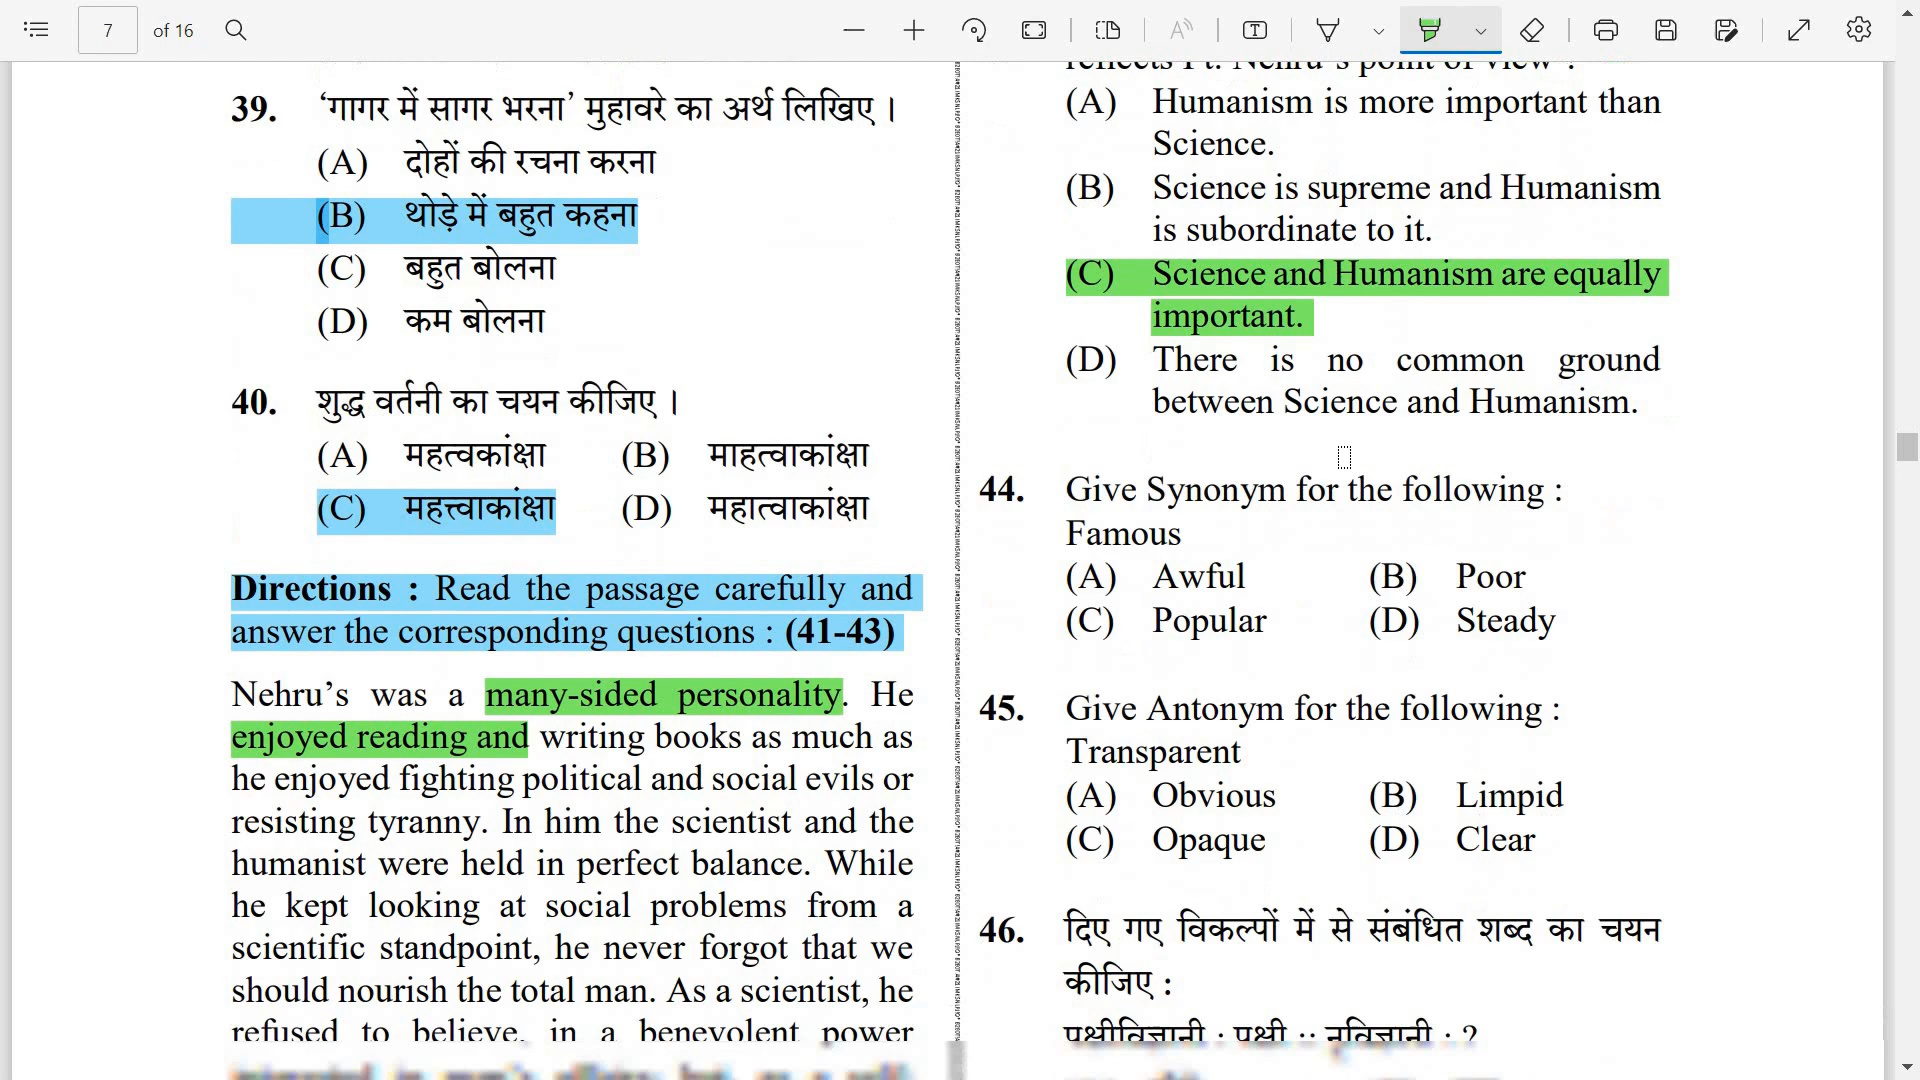 7 of 16
39. ‘गागर में सागर भरना’ मुहावरे का अर्थ लिखिए ।
(A) दोहों की रचना करना
(B) थोड़े में बहुत कहना
(C) बहुत बोलना
(D) कम बोलना
40. शुद्ध वर्तनी का चयन कीजिए ।
(A) महत्वकांक्षा (B) माहत्वाकांक्षा
(C) महत्त्वाकांक्षा (D) महात्वाकांक्षा
Directions : Read the passage carefully and
answer the corresponding questions : (41-43)
Nehru’s was a many-sided personality. He
enjoyed reading and writing books as much as
he enjoyed fighting political and social evils or
resisting tyranny. In him the scientist and the
humanist were held in perfect balance. While
he kept looking at social problems from a
scientific standpoint, he never forgot that we
should nourish the total man. As a scientist, he
refused to believe, in a benevolent power
reflects Pt. Nehru’s point of view ?
(A) Humanism is more important than
Science.
(B) Science is supreme and Humanism
is subordinate to it.
(C) Science and Humanism are equally
important.
(D) There is no common ground
between Science and Humanism.
44. Give Synonym for the following :
Famous
(A) Awful (B) Poor
(C) Popular (D) Steady
45. Give Antonym for the following :
Transparent
(A) Obvious (B) Limpid
(C) Opaque (D) Clear
46. दिए गए विकल्पों में से संबंधित शब्द का चयन
कीजिए :
पक्षीविज्ञानी : पक्षी :: नृविज्ञानी : ?